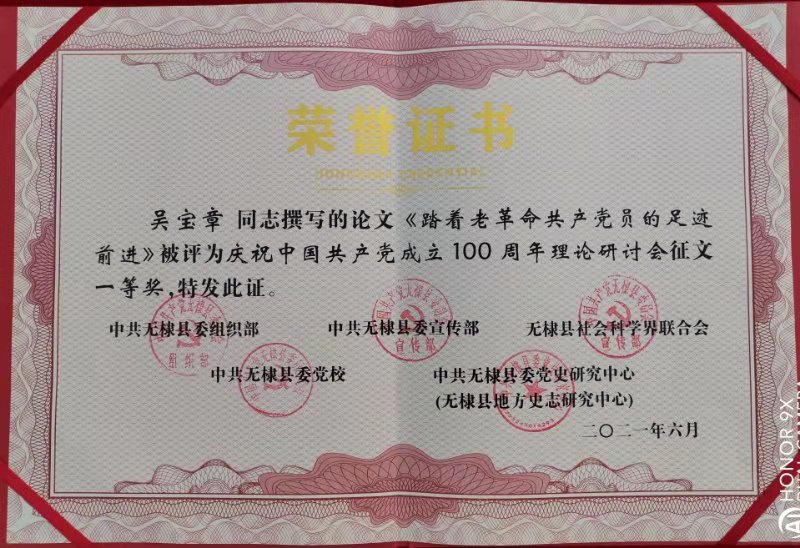 荣誉证书
吴宝章 同志撰写的论文《踏着老革命共产党员的足迹
前进》被评为庆祝中国共产党成立100周年理论研讨会征文
一等奖,特发此证。
中共无棣县委组织部 中共无棣县委宣传部 无棣县社会科学界联合会
中共无棣县委党校 中共无棣县委党史研究中心
(无棣县地方史志研究中心)
二〇二一年六月
组织部
宣传部
HONOR 9X